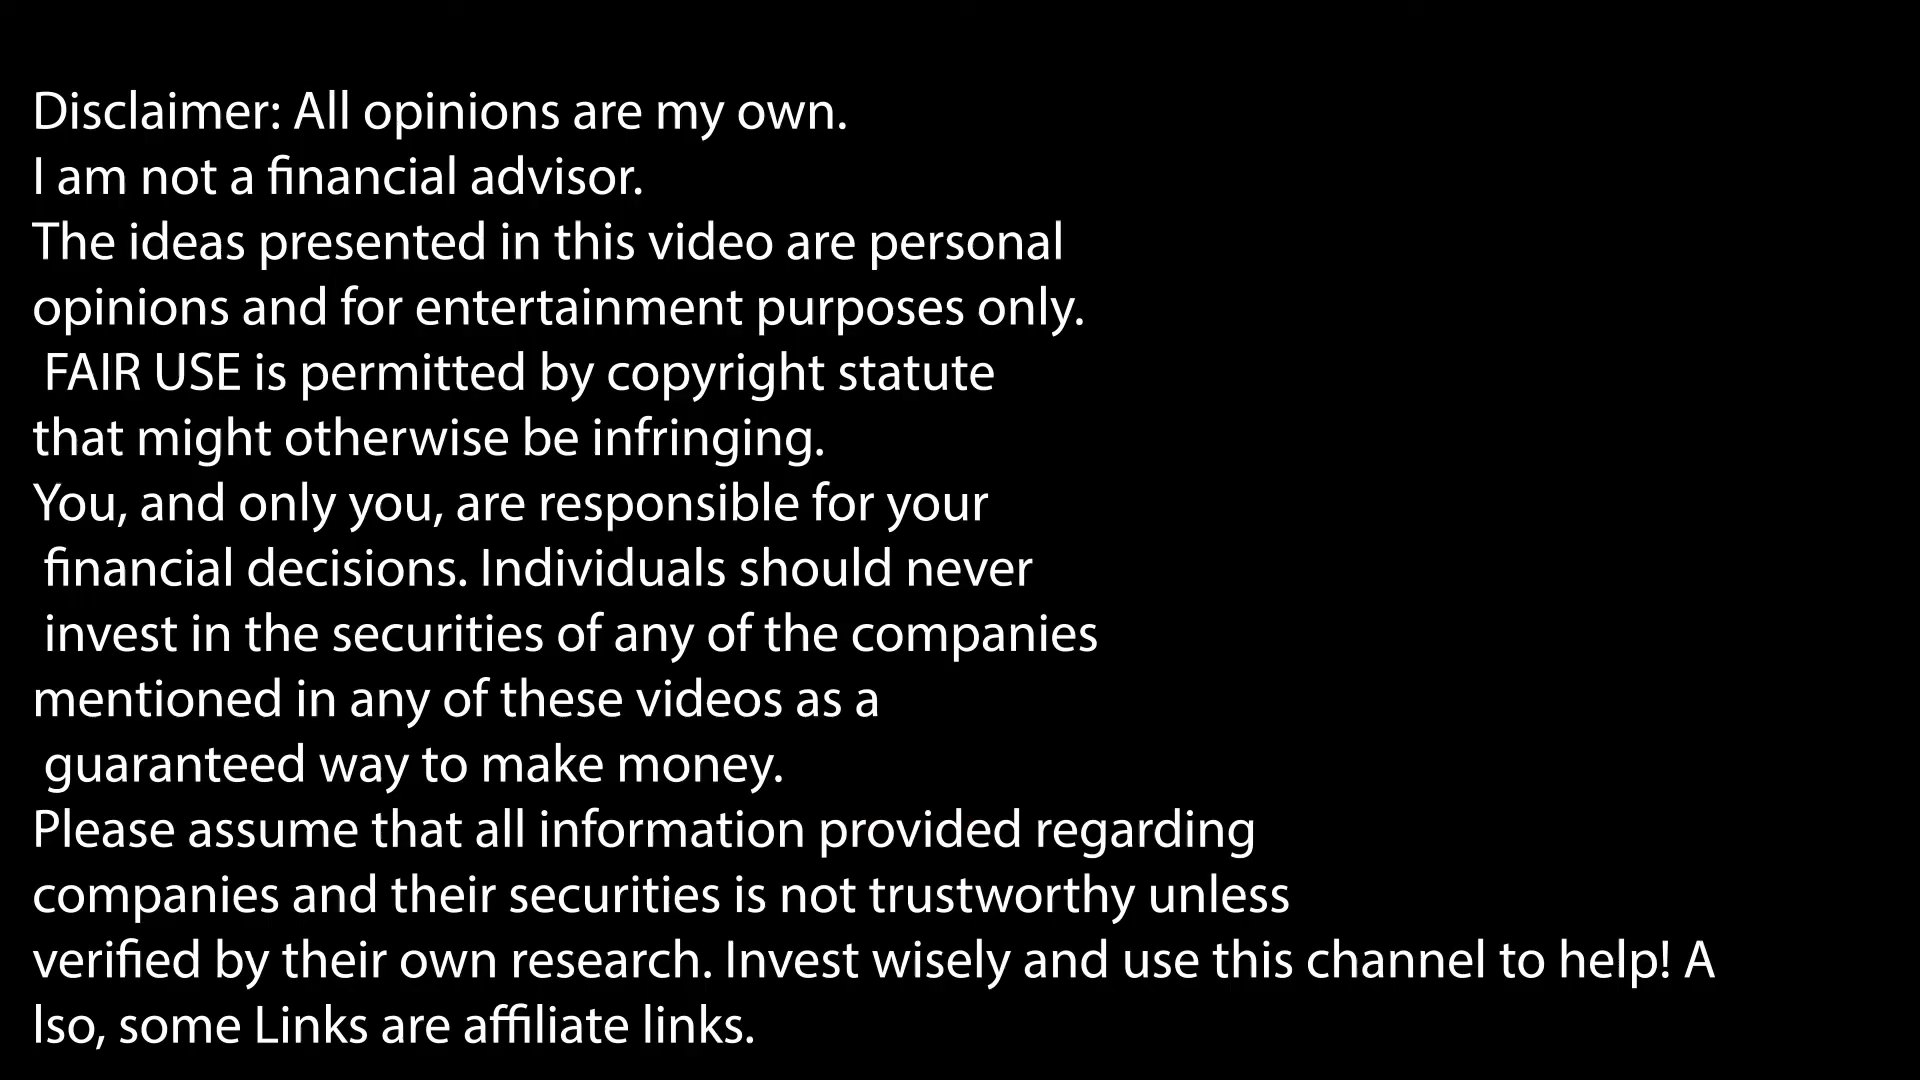 Disclaimer: All opinions are my own.
I am not a financial advisor.
The ideas presented in this video are personal
opinions and for entertainment purposes only.
FAIR USE is permitted by copyright statute
that might otherwise be infringing.
You, and only you, are responsible for your
financial decisions. Individuals should never
invest in the securities of any of the companies
mentioned in any of these videos as a
guaranteed way to make money.
Please assume that all information provided regarding
companies and their securities is not trustworthy unless
verified by their own research. Invest wisely and use this channel to help! A
lso, some Links are affiliate links.